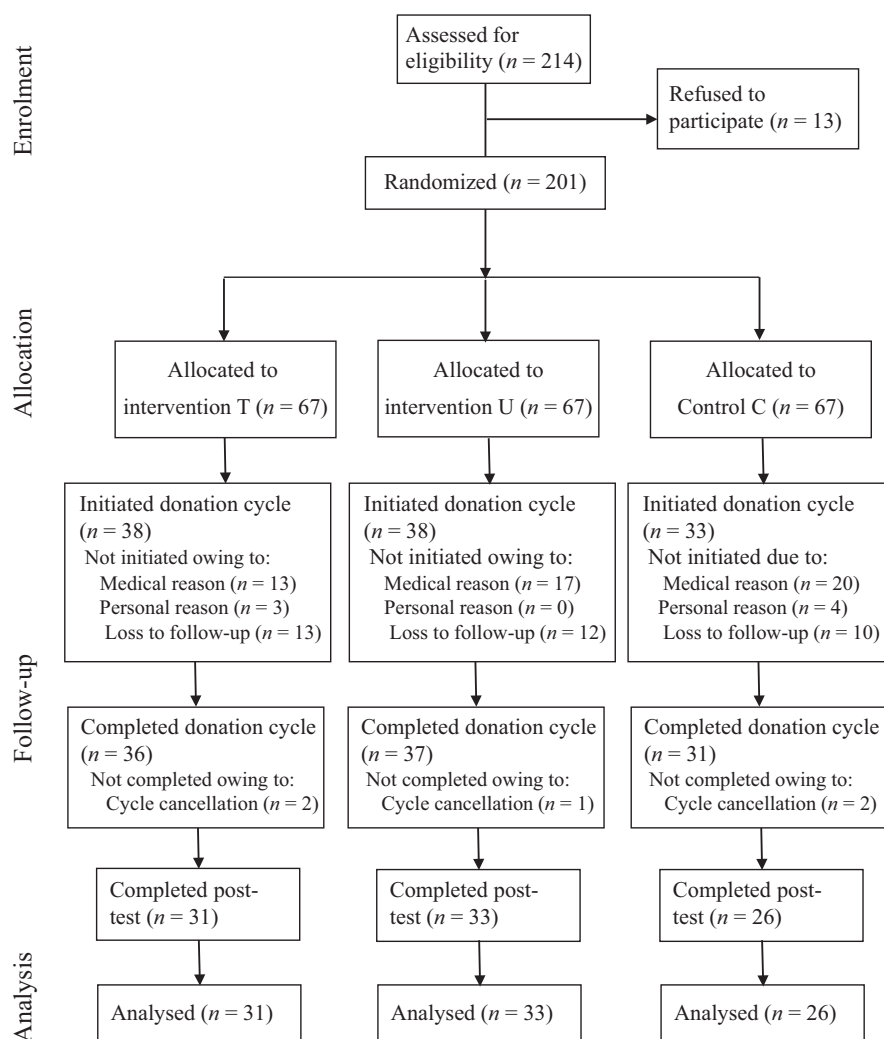 Enrolment
Assessed for
eligibility (n = 214)
Refused to
participate (n = 13)
Randomized (n = 201)
Allocation
Allocated to
intervention T (n = 67)
Allocated to
intervention U (n = 67)
Allocated to
Control C (n = 67)
Follow-up
Initiated donation cycle
(n = 38)
Not initiated owing to:
Medical reason (n = 13)
Personal reason (n = 3)
Loss to follow-up (n = 13)
Initiated donation cycle
(n = 38)
Not initiated owing to:
Medical reason (n = 17)
Personal reason (n = 0)
Loss to follow-up (n = 12)
Initiated donation cycle
(n = 33)
Not initiated due to:
Medical reason (n = 20)
Personal reason (n = 4)
Loss to follow-up (n = 10)
Completed donation cycle
(n = 36)
Not completed owing to:
Cycle cancellation (n = 2)
Completed donation cycle
(n = 37)
Not completed owing to:
Cycle cancellation (n = 1)
Completed donation cycle
(n = 31)
Not completed owing to:
Cycle cancellation (n = 2)
Completed post-
test (n = 31)
Completed post-
test (n = 33)
Completed post-
test (n = 26)
Analysis
Analysed (n = 31)
Analysed (n = 33)
Analysed (n = 26)